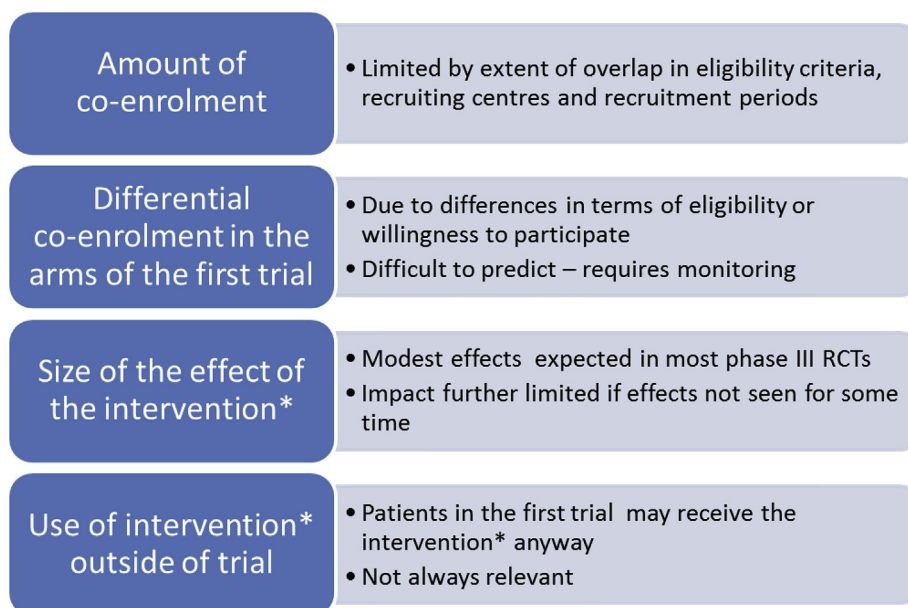 Amount of
co-enrolment
• Limited by extent of overlap in eligibility criteria,
recruiting centres and recruitment periods
Differential
co-enrolment in the
arms of the first trial
• Due to differences in terms of eligibility or
willingness to participate
• Difficult to predict – requires monitoring
Size of the effect of
the intervention*
• Modest effects expected in most phase III RCTs
• Impact further limited if effects not seen for some
time
Use of intervention*
outside of trial
• Patients in the first trial may receive the
intervention* anyway
• Not always relevant